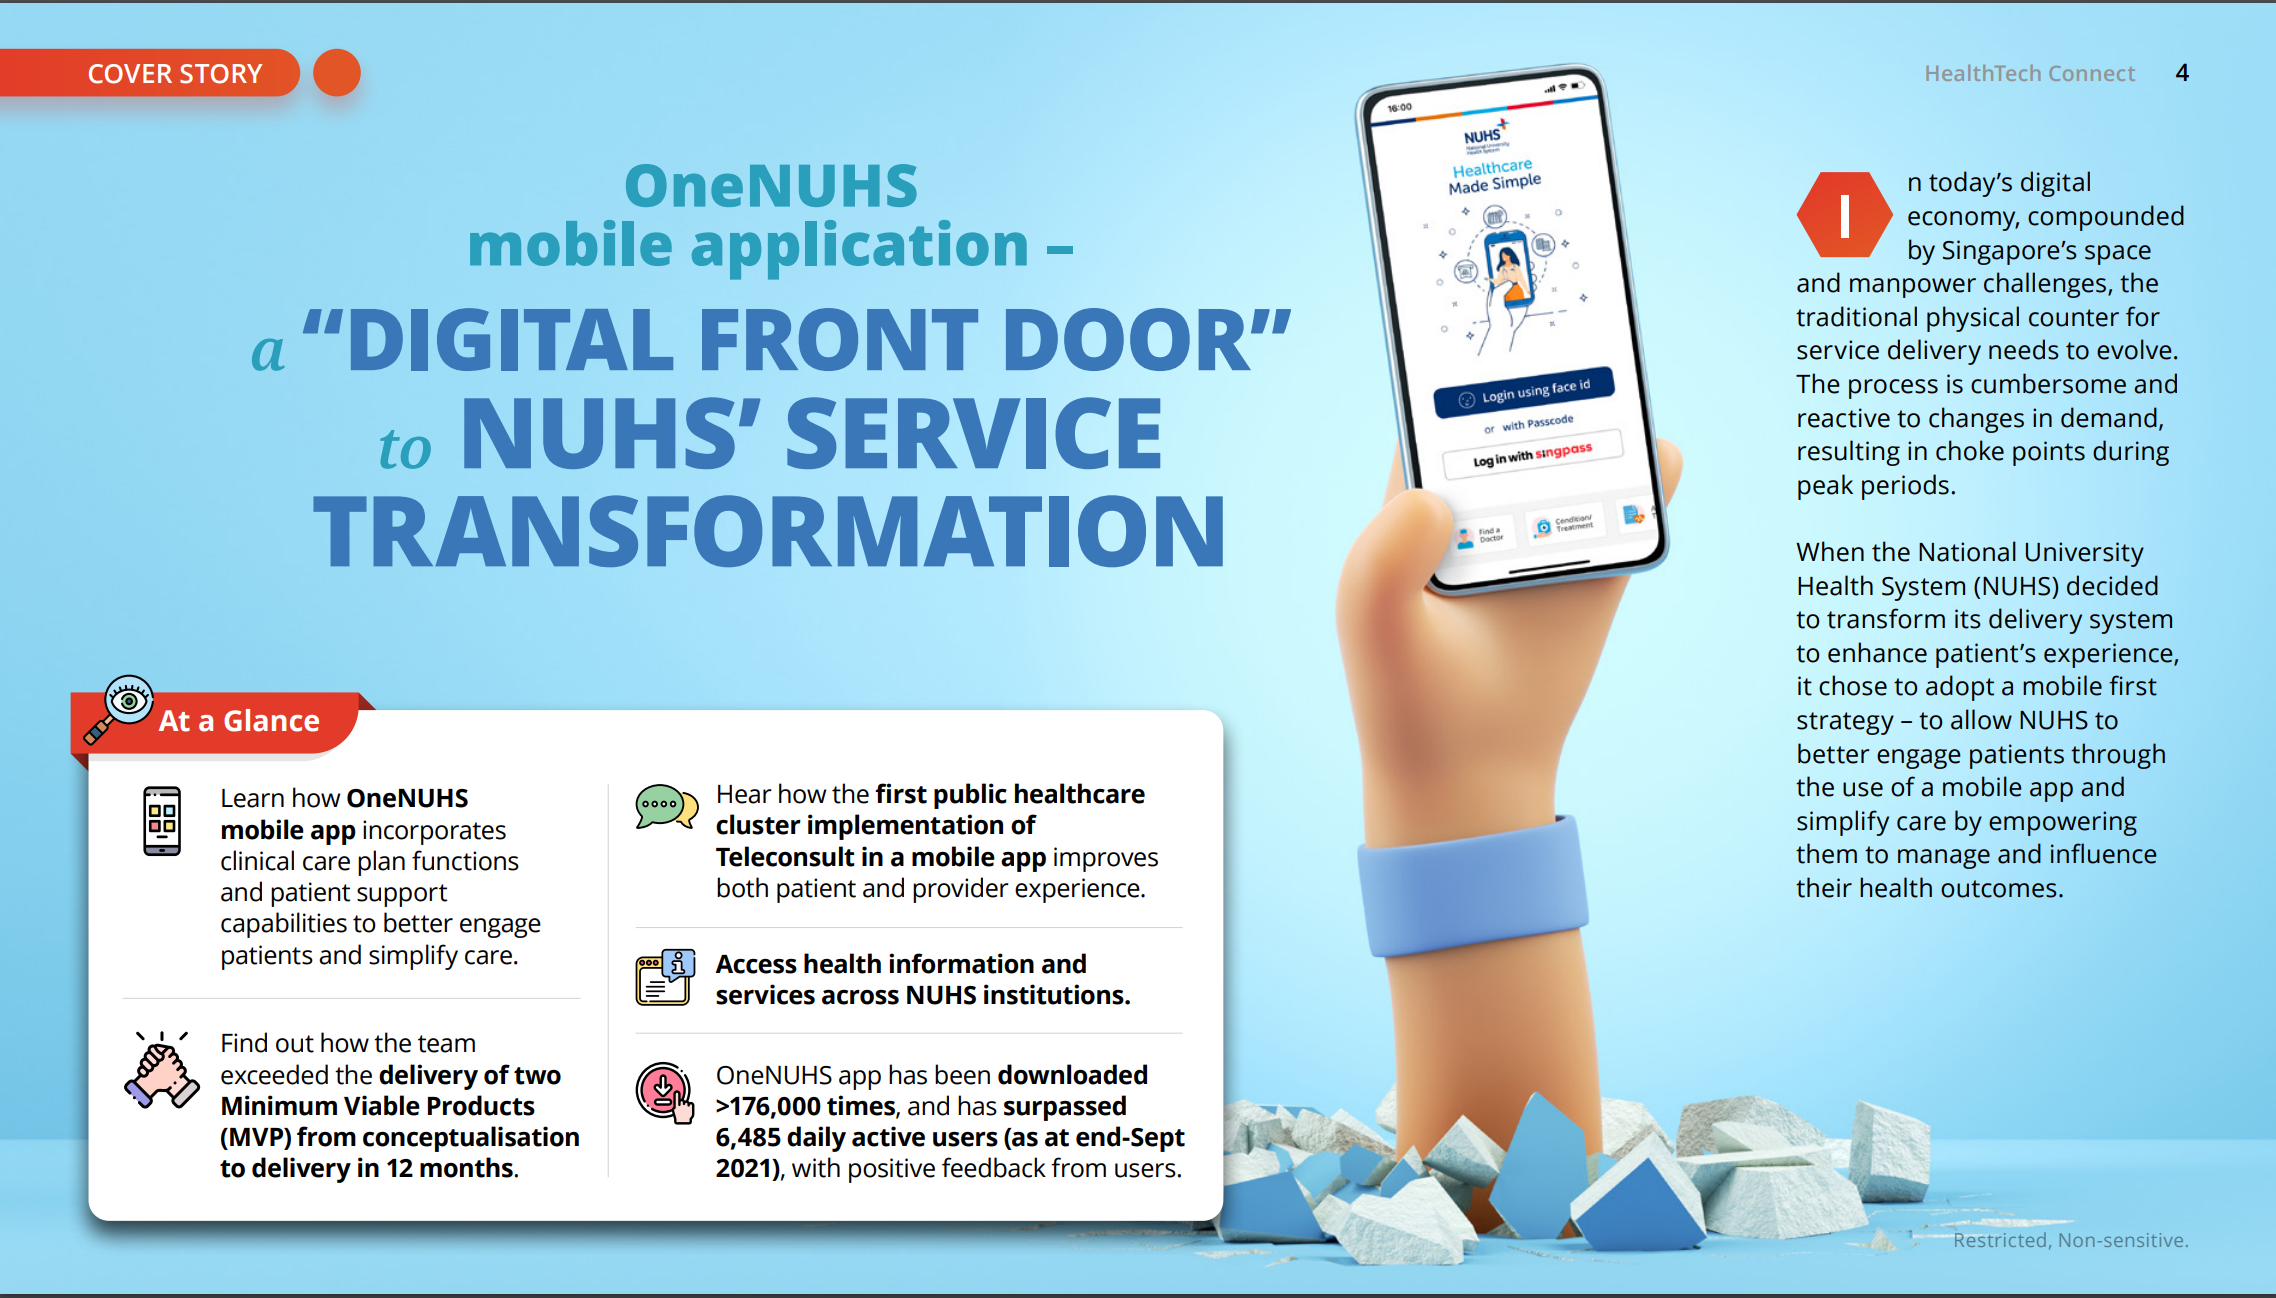 COVER STORY
HealthTech Connect 4
OneNUHS
mobile application –
a “DIGITAL FRONT DOOR”
to NUHS’ SERVICE
TRANSFORMATION
At a Glance
Learn how OneNUHS
mobile app incorporates
clinical care plan functions
and patient support
capabilities to better engage
patients and simplify care.
Find out how the team
exceeded the delivery of two
Minimum Viable Products
(MVP) from conceptualisation
to delivery in 12 months.
Hear how the first public healthcare
cluster implementation of
Teleconsult in a mobile app improves
both patient and provider experience.
Access health information and
services across NUHS institutions.
OneNUHS app has been downloaded
>176,000 times, and has surpassed
6,485 daily active users (as at end-Sept
2021), with positive feedback from users.
16:00
NUHS
National University
Health System
Healthcare
Made Simple
Login using face id
or with Passcode
Log in with singpass
Find a
Doctor
Condition/
Treatment
In today’s digital
economy, compounded
by Singapore’s space
and manpower challenges, the
traditional physical counter for
service delivery needs to evolve.
The process is cumbersome and
reactive to changes in demand,
resulting in choke points during
peak periods.
When the National University
Health System (NUHS) decided
to transform its delivery system
to enhance patient’s experience,
it chose to adopt a mobile first
strategy – to allow NUHS to
better engage patients through
the use of a mobile app and
simplify care by empowering
them to manage and influence
their health outcomes.
Restricted, Non-sensitive.